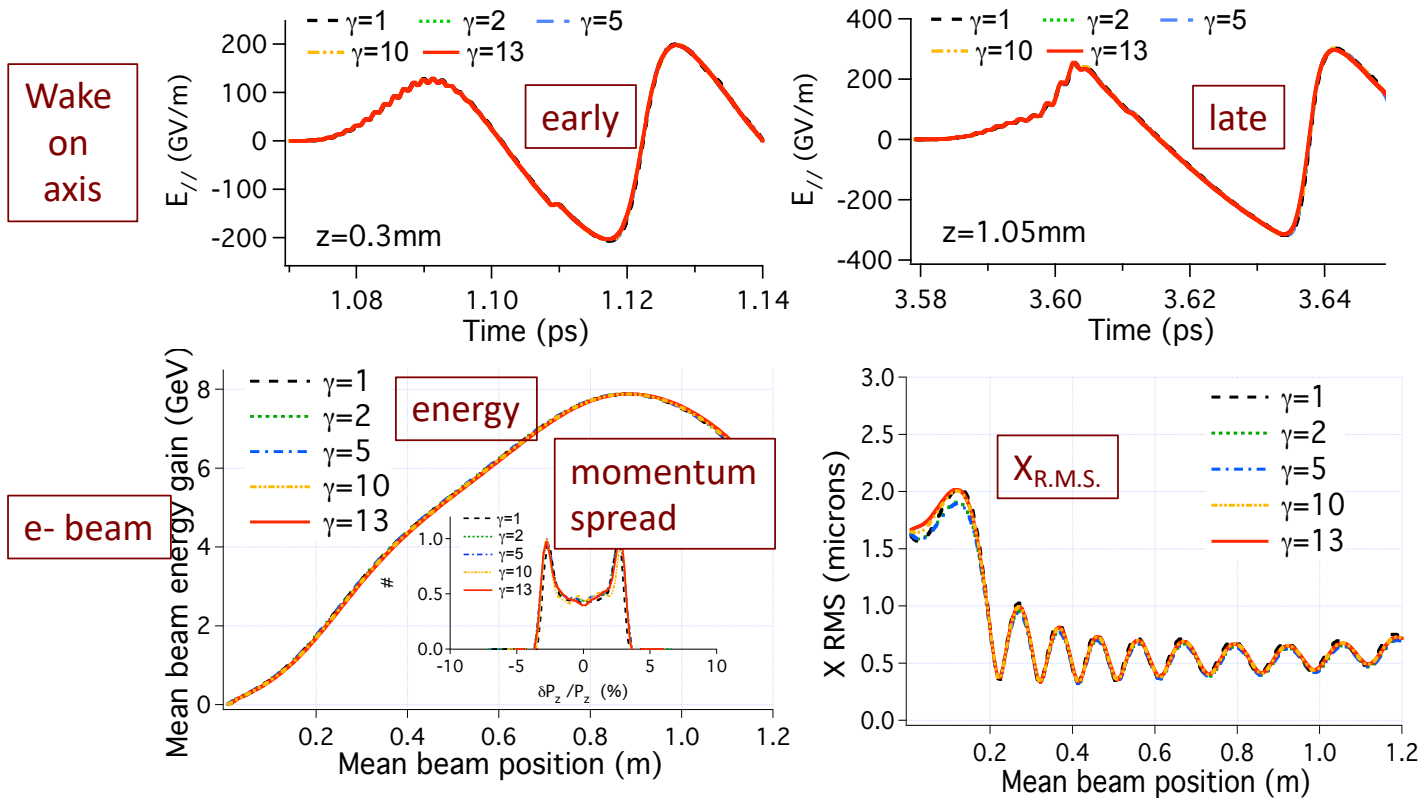 Wake
on
axis
γ=1 γ=2 γ=5
γ=10 γ=13
early
z=0.3mm
E// (GV/m)
200
100
0
-100
-200
1.08 1.10 1.12 1.14
Time (ps)
γ=1 γ=2 γ=5
γ=10 γ=13
late
z=1.05mm
E// (GV/m)
400
200
0
-200
-400
3.58 3.60 3.62 3.64
Time (ps)
e- beam
γ=1
γ=2
γ=5
γ=10
γ=13
energy
momentum
spread
Mean beam energy gain (GeV)
8
6
4
2
0
0.2 0.4 0.6 0.8 1.0 1.2
Mean beam position (m)
γ=1
γ=2
γ=5
γ=10
γ=13
#
1.0
0.5
0.0
-10 -5 0 5 10
δPz /Pz (%)
XR.M.S.
γ=1
γ=2
γ=5
γ=10
γ=13
X RMS (microns)
3.0
2.5
2.0
1.5
1.0
0.5
0.0
0.2 0.4 0.6 0.8 1.0 1.2
Mean beam position (m)